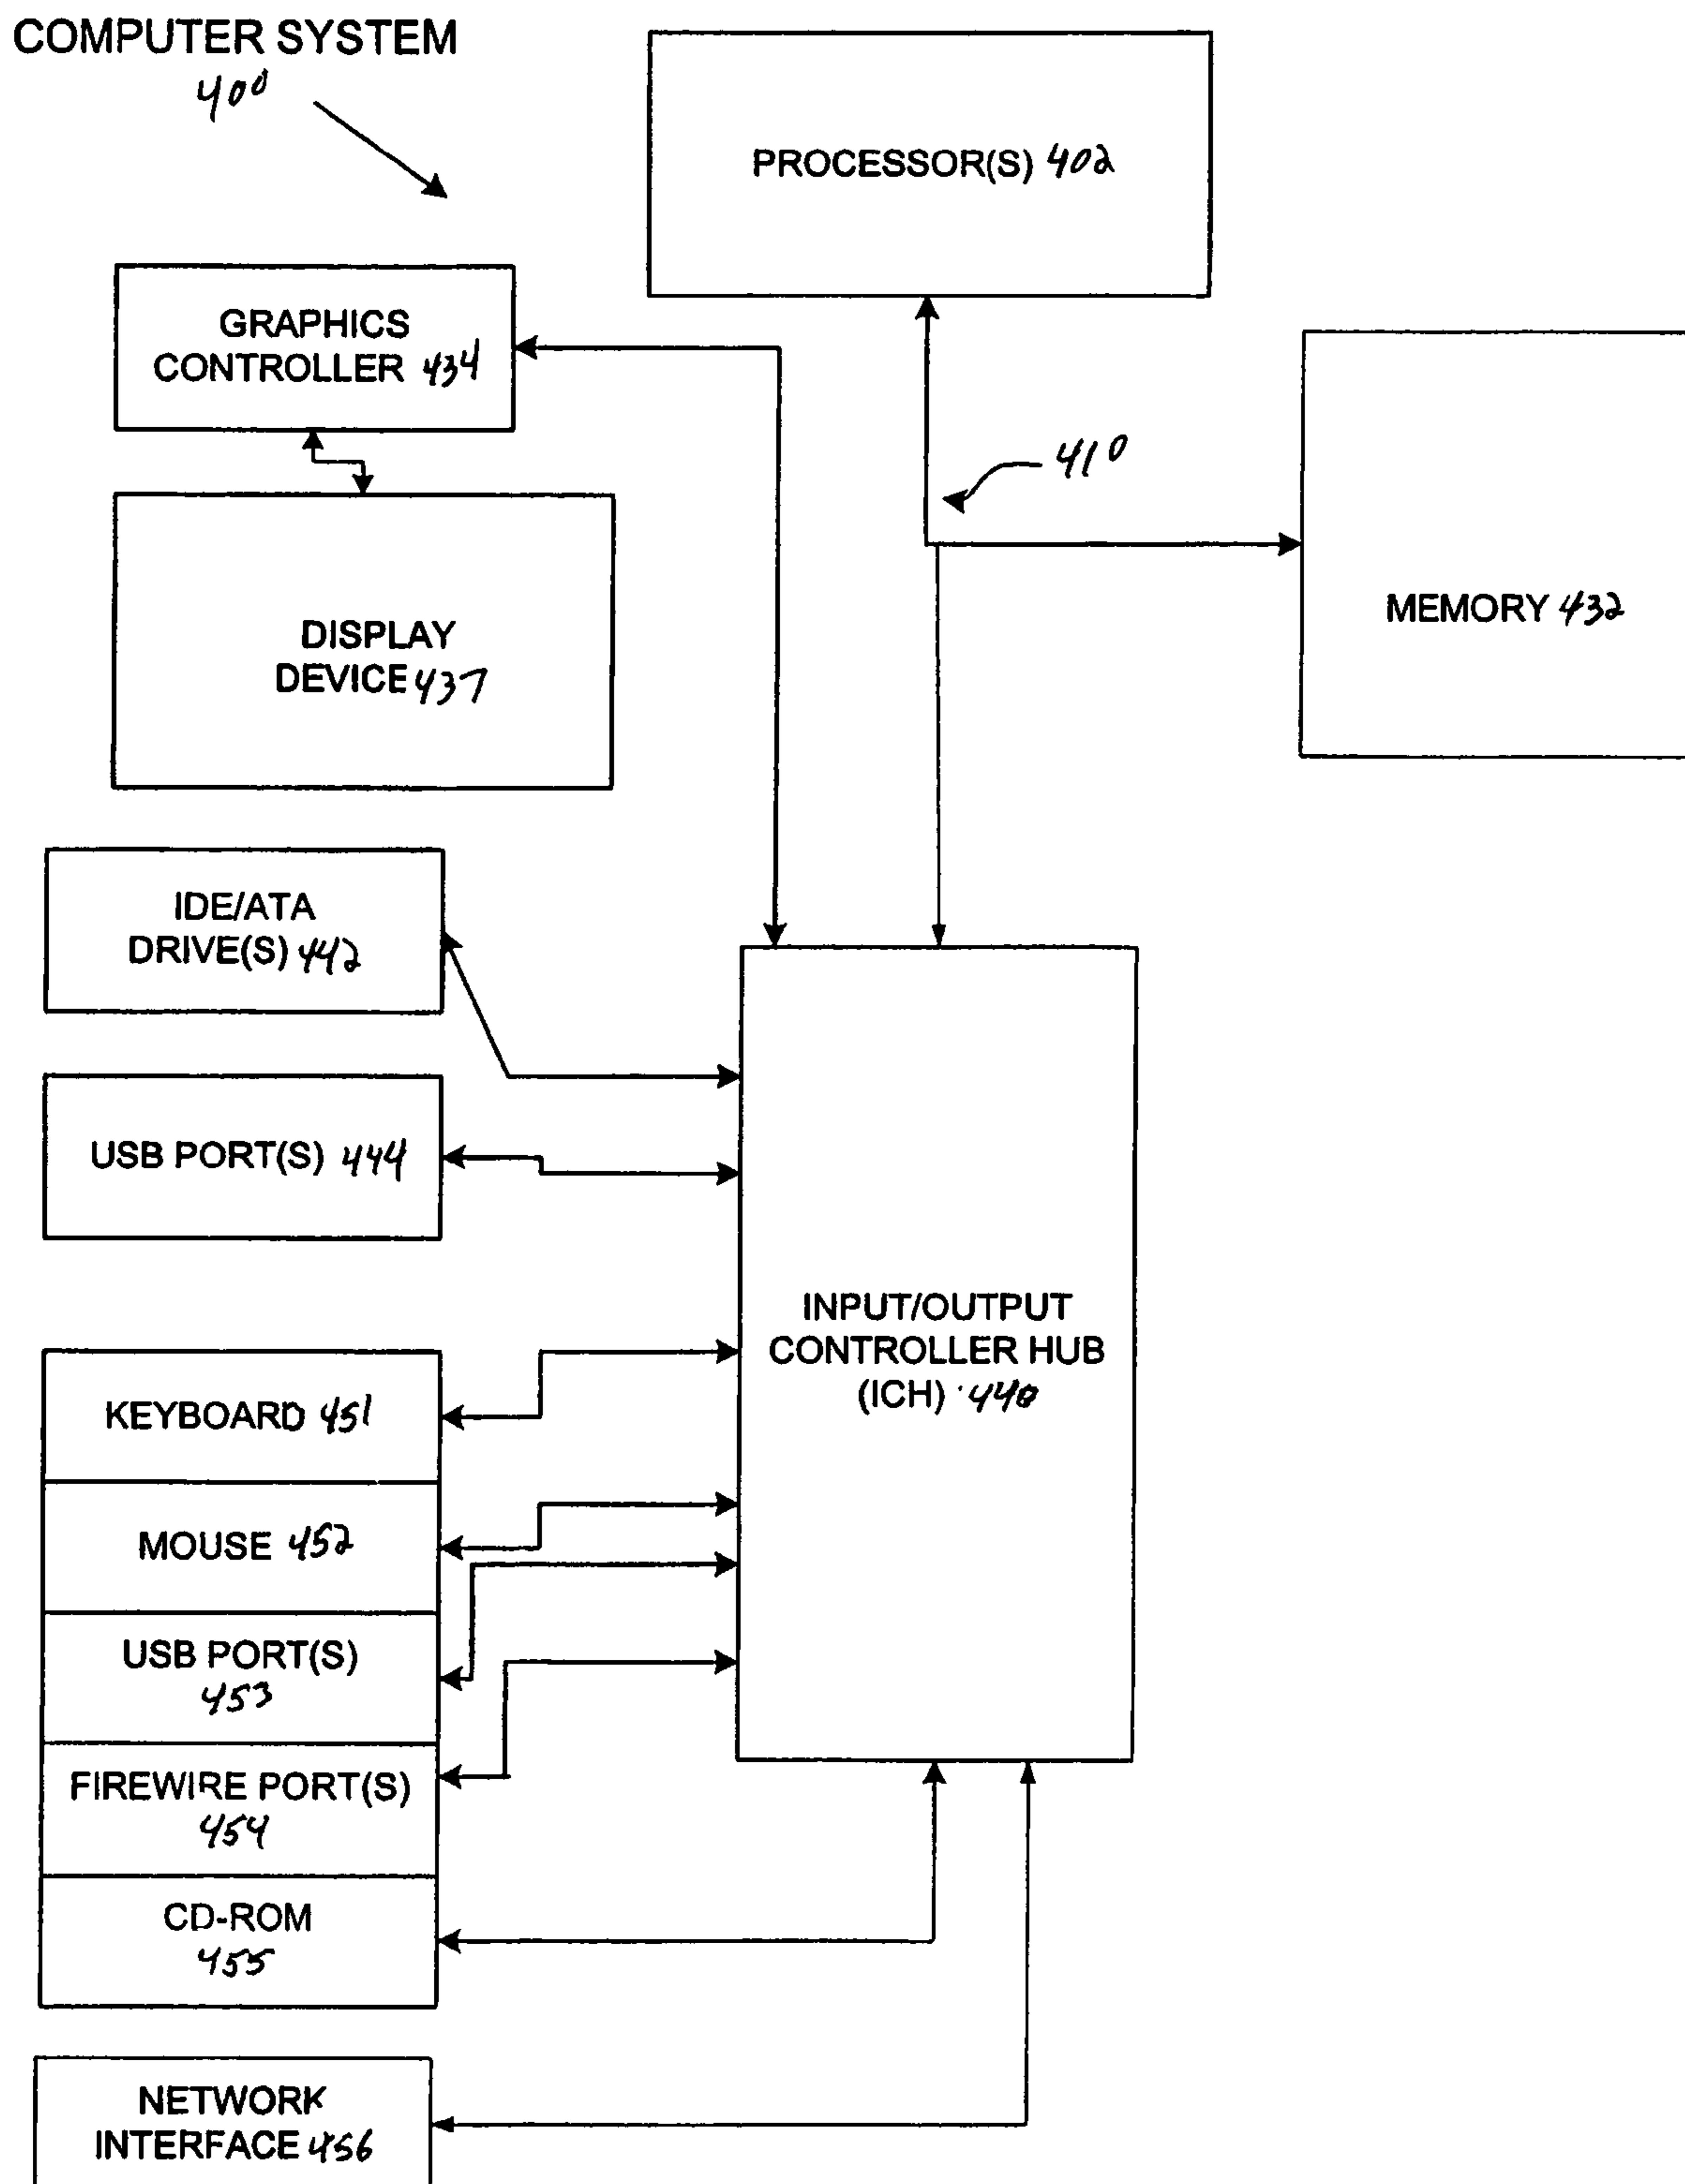 COMPUTER SYSTEM
400
PROCESSOR(S) 402
GRAPHICS
CONTROLLER 434
410
MEMORY 432
DISPLAY
DEVICE 437
IDE/ATA
DRIVE(S) 442
USB PORT(S) 444
INPUT/OUTPUT
CONTROLLER HUB
(ICH) 440
KEYBOARD 451
MOUSE 452
USB PORT(S)
453
FIREWIRE PORT(S)
454
CD-ROM
455
NETWORK
INTERFACE 456